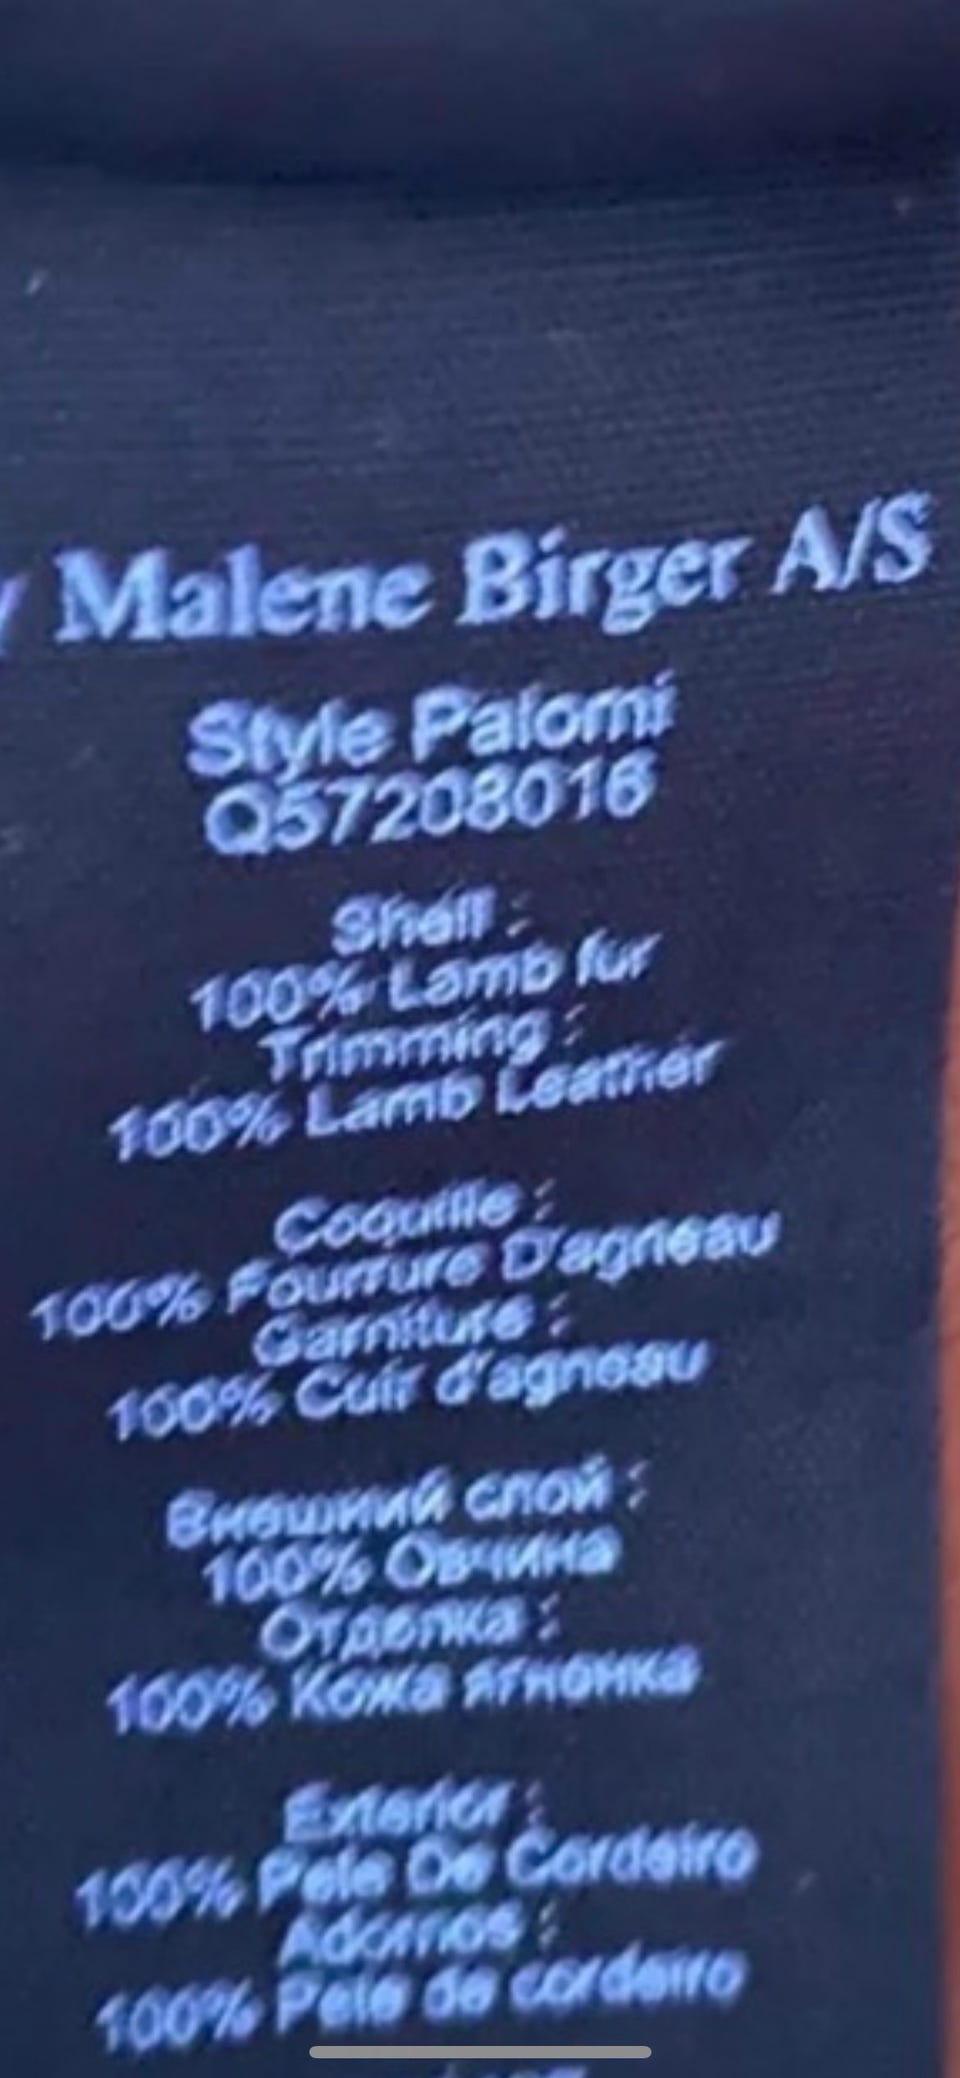 Malene Birger A/S
Style Palomi
Q57208016
Shell :
100% Lamb fur
Trimming :
100% Lamb Leather
Coquille :
100% Fourrure D'agneau
Garniture :
100% Cuir d'agneau
Внешний слой :
100% Овчина
Отделка :
100% Кожа ягненка
Exterior :
100% Pele De Cordeiro
Adornos :
100% Pele de cordeiro